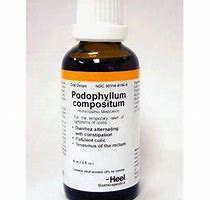 Oral Drops
Podophyllum
compositum
Homeopathic Medication
For the temporary relief of
symptoms of colitis
• Diarrhea alternating
with constipation
• Flatulent colic
• Tenesmus of the rectum
-Heel